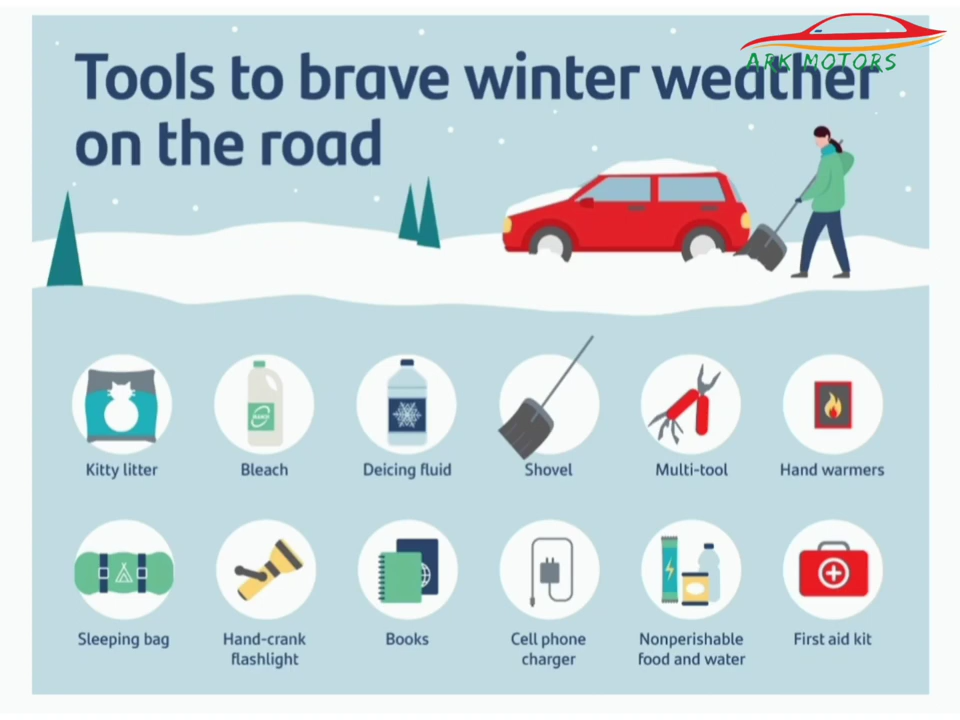 ARK MOTORS
Tools to brave winter weather
on the road
Kitty litter
Bleach
Deicing fluid
Shovel
Multi-tool
Hand warmers
Sleeping bag
Hand-crank
flashlight
Books
Cell phone
charger
Nonperishable
food and water
First aid kit